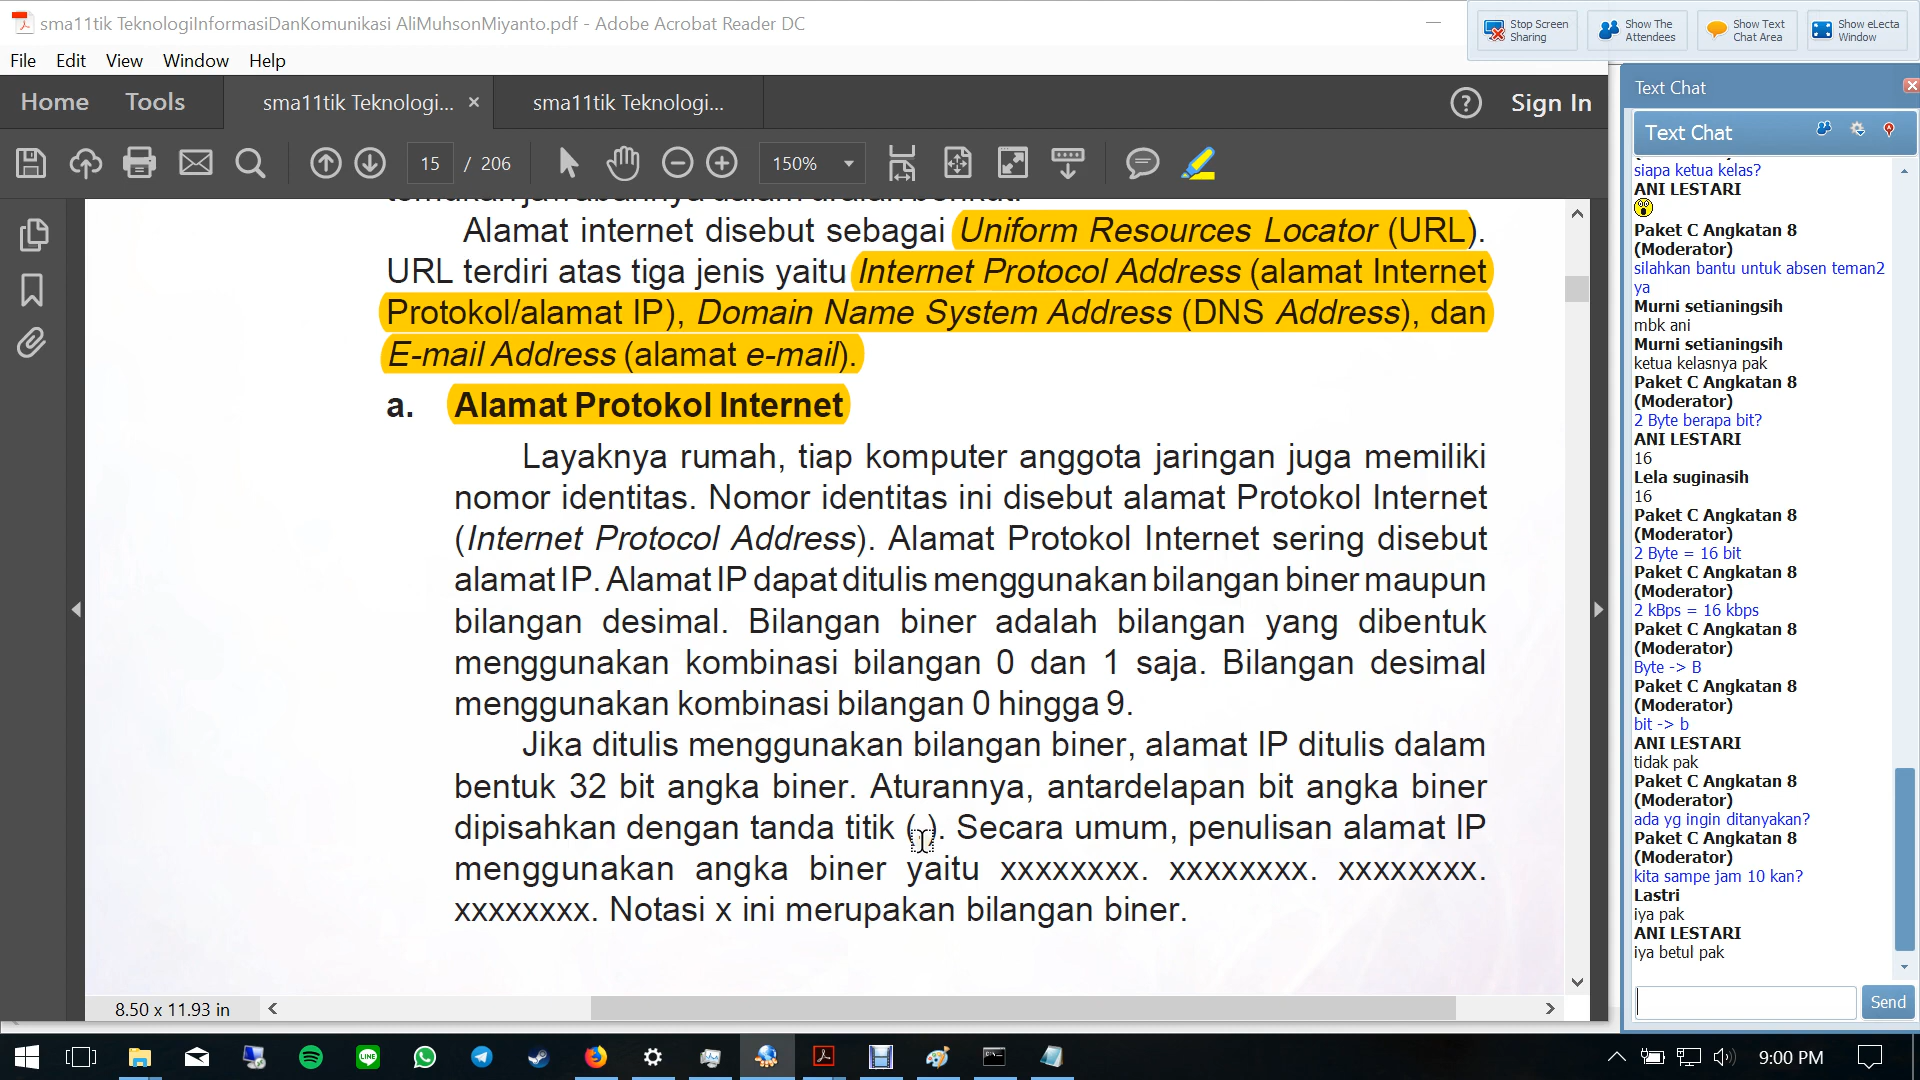 sma11tik TeknologiInformasiDanKomunikasi AliMuhsonMiyanto.pdf - Adobe Acrobat Reader DC
File Edit View Window Help
Home Tools sma11tik Teknologi... × sma11tik Teknologi... ? Sign In
15 / 206 150%
Alamat internet disebut sebagai Uniform Resources Locator (URL).
URL terdiri atas tiga jenis yaitu Internet Protocol Address (alamat Internet
Protokol/alamat IP), Domain Name System Address (DNS Address), dan
E-mail Address (alamat e-mail).
a. Alamat Protokol Internet
Layaknya rumah, tiap komputer anggota jaringan juga memiliki
nomor identitas. Nomor identitas ini disebut alamat Protokol Internet
(Internet Protocol Address). Alamat Protokol Internet sering disebut
alamat IP. Alamat IP dapat ditulis menggunakan bilangan biner maupun
bilangan desimal. Bilangan biner adalah bilangan yang dibentuk
menggunakan kombinasi bilangan 0 dan 1 saja. Bilangan desimal
menggunakan kombinasi bilangan 0 hingga 9.
Jika ditulis menggunakan bilangan biner, alamat IP ditulis dalam
bentuk 32 bit angka biner. Aturannya, antardelapan bit angka biner
dipisahkan dengan tanda titik (.). Secara umum, penulisan alamat IP
menggunakan angka biner yaitu xxxxxxxx. xxxxxxxx. xxxxxxxx.
xxxxxxxx. Notasi x ini merupakan bilangan biner.
8.50 x 11.93 in
Stop Screen
Sharing
Show The
Attendees
Show Text
Chat Area
Show eLecta
Window
Text Chat
Text Chat
siapa ketua kelas?
ANI LESTARI
Paket C Angkatan 8
(Moderator)
silahkan bantu untuk absen teman2
ya
Murni setianingsih
mbk ani
Murni setianingsih
ketua kelasnya pak
Paket C Angkatan 8
(Moderator)
2 Byte berapa bit?
ANI LESTARI
16
Lela suginasih
16
Paket C Angkatan 8
(Moderator)
2 Byte = 16 bit
Paket C Angkatan 8
(Moderator)
2 kBps = 16 kbps
Paket C Angkatan 8
(Moderator)
Byte -> B
Paket C Angkatan 8
(Moderator)
bit -> b
ANI LESTARI
tidak pak
Paket C Angkatan 8
(Moderator)
ada yg ingin ditanyakan?
Paket C Angkatan 8
(Moderator)
kita sampe jam 10 kan?
Lastri
iya pak
ANI LESTARI
iya betul pak
Send
LINE
9:00 PM